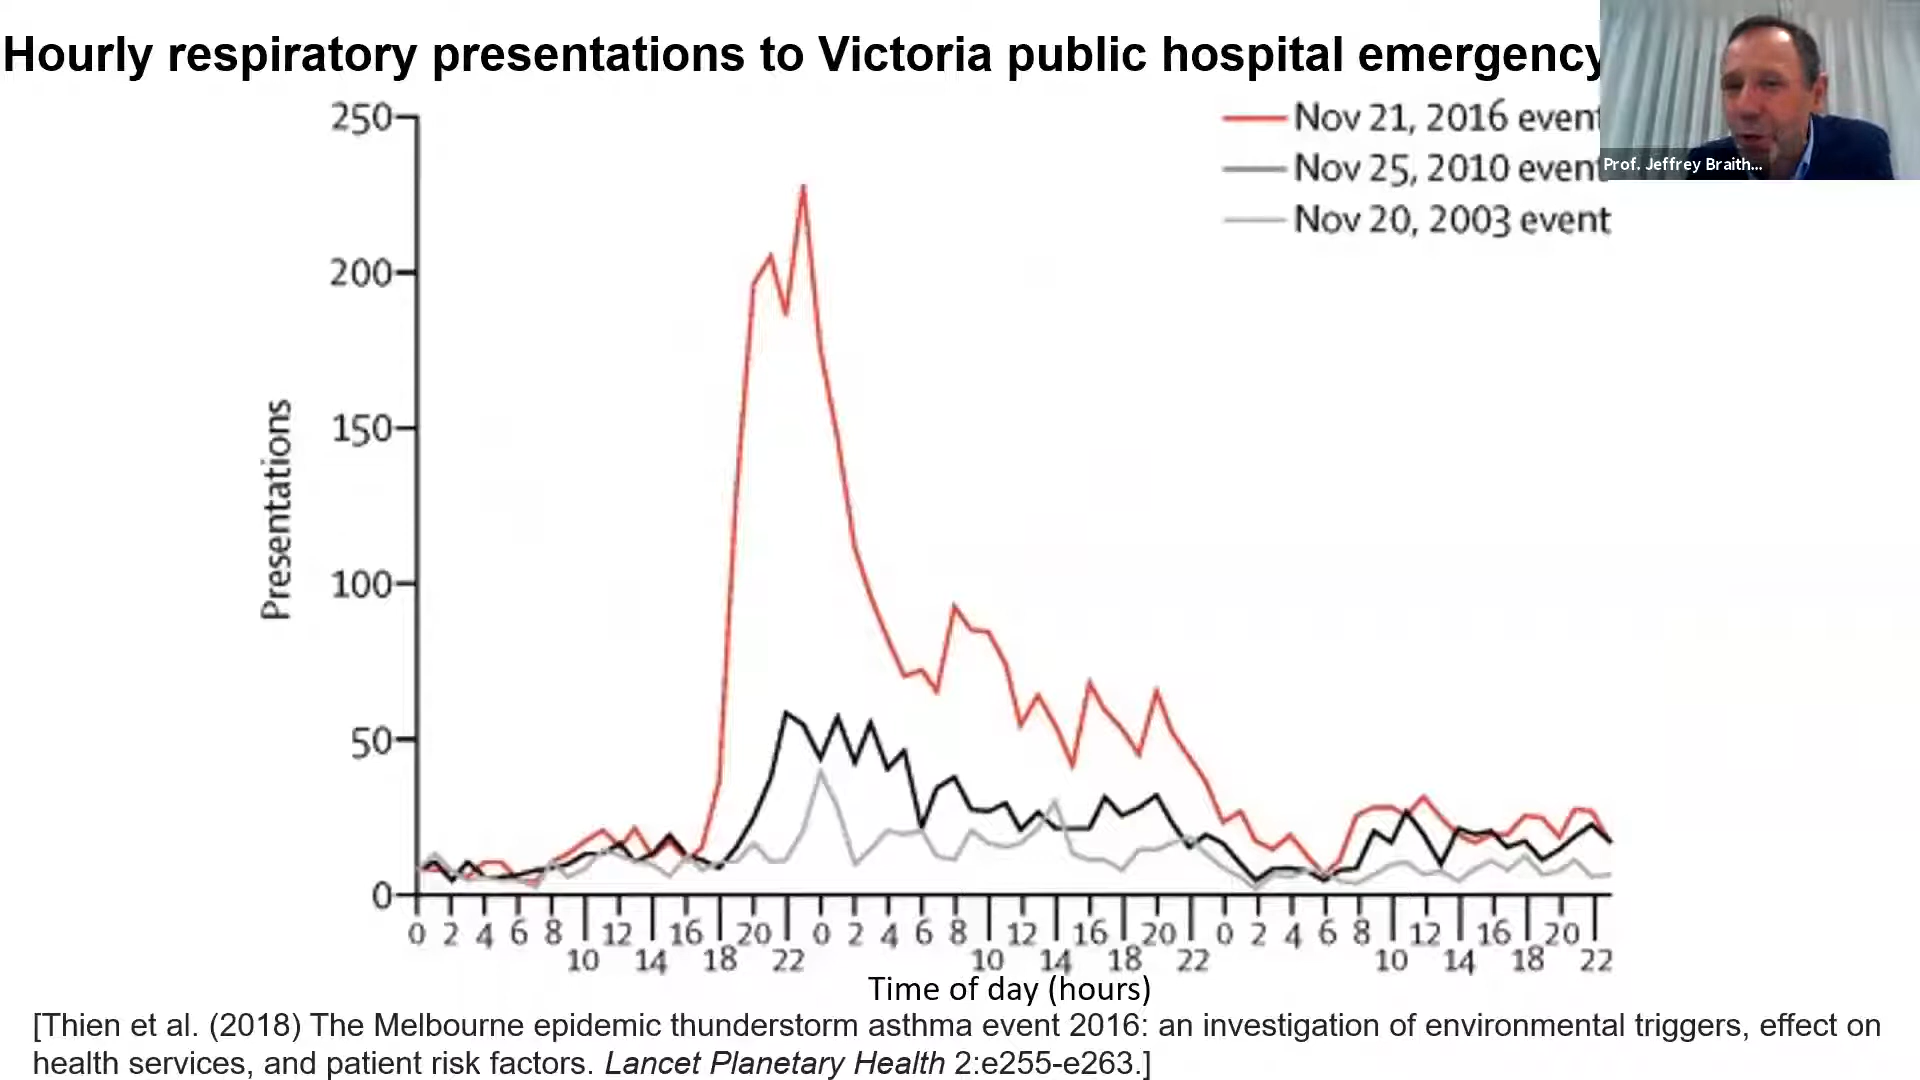 Hourly respiratory presentations to Victoria public hospital emergency
Prof. Jeffrey Braith...
Nov 21, 2016 event
Nov 25, 2010 event
Nov 20, 2003 event
Presentations
250
200
150
100
50
0
0 2 4 6 8 12 16 20 0 2 4 6 8 12 16 20 0 2 4 6 8 12 16 20
10 14 18 22 10 14 18 22 10 14 18 22
Time of day (hours)
[Thien et al. (2018) The Melbourne epidemic thunderstorm asthma event 2016: an investigation of environmental triggers, effect on
health services, and patient risk factors. Lancet Planetary Health 2:e255-e263.]